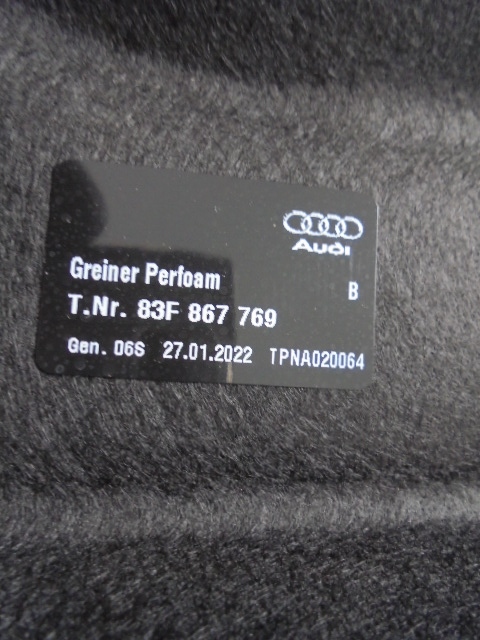 Audi
Greiner Perfoam
B
T.Nr. 83F 867 769
Gen. 06S 27.01.2022 TPNA020064